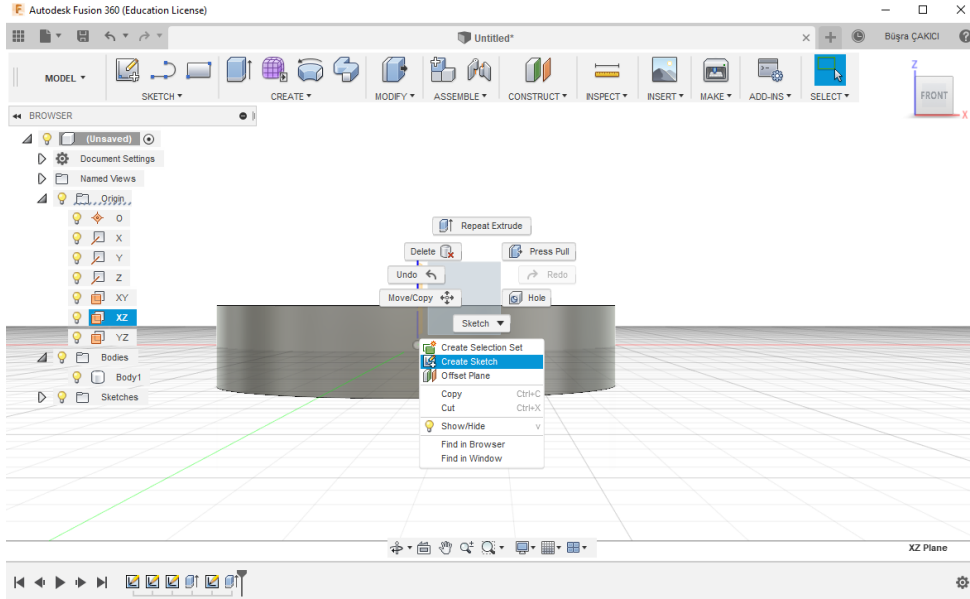 F Autodesk Fusion 360 (Education License)
Untitled*
Büşra ÇAKICI
MODEL
SKETCH
CREATE
MODIFY
ASSEMBLE
CONSTRUCT
INSPECT
INSERT
MAKE
ADD-INS
SELECT
Z
FRONT
X
BROWSER
(Unsaved)
Document Settings
Named Views
Origin
O
X
Y
Z
XY
XZ
YZ
Bodies
Body1
Sketches
Repeat Extrude
Delete
Press Pull
Undo
Redo
Move/Copy
Hole
Sketch
Create Selection Set
Create Sketch
Offset Plane
Copy Ctrl+C
Cut Ctrl+X
Show/Hide v
Find in Browser
Find in Window
XZ Plane